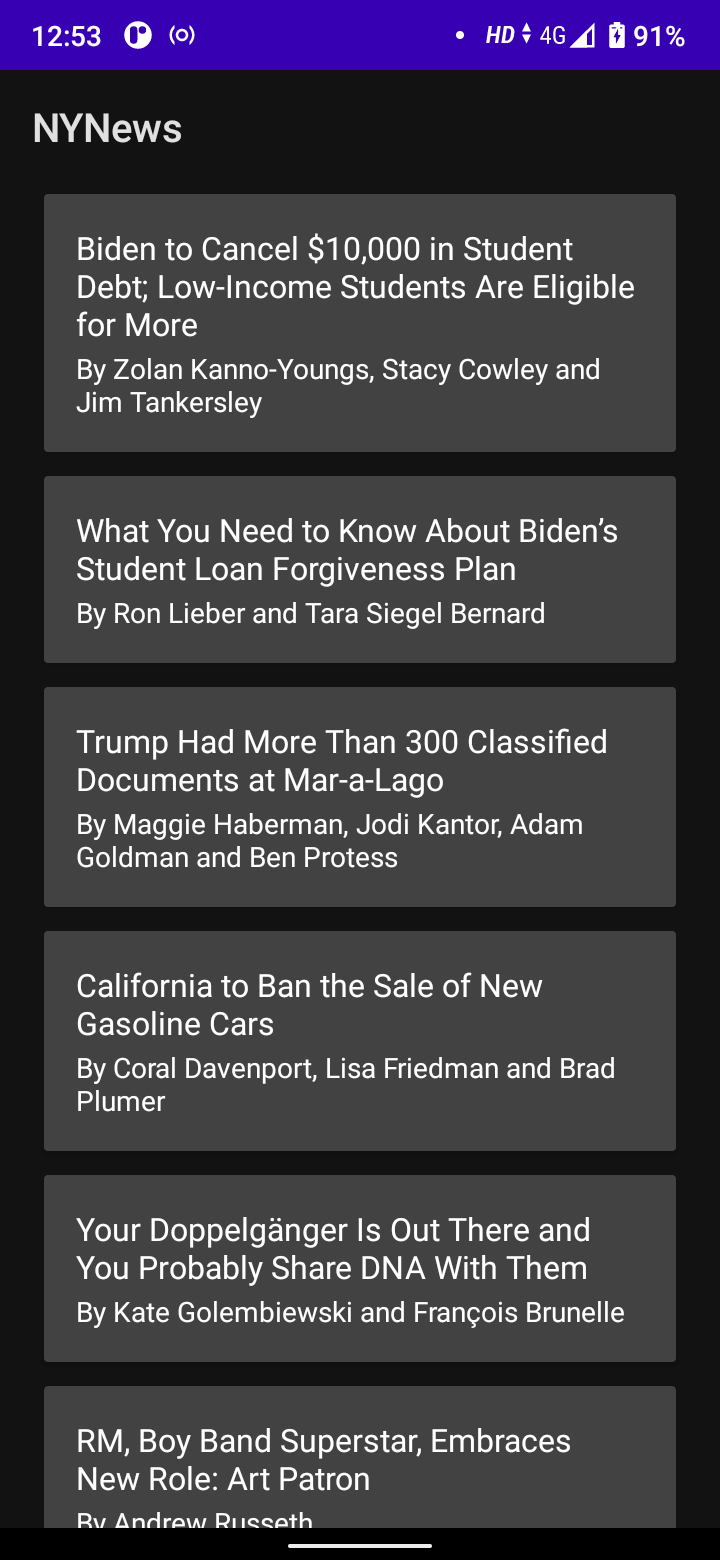 12:53 HD 4G 91%
NYNews
Biden to Cancel $10,000 in Student
Debt; Low-Income Students Are Eligible
for More
By Zolan Kanno-Youngs, Stacy Cowley and
Jim Tankersley
What You Need to Know About Biden’s
Student Loan Forgiveness Plan
By Ron Lieber and Tara Siegel Bernard
Trump Had More Than 300 Classified
Documents at Mar-a-Lago
By Maggie Haberman, Jodi Kantor, Adam
Goldman and Ben Protess
California to Ban the Sale of New
Gasoline Cars
By Coral Davenport, Lisa Friedman and Brad
Plumer
Your Doppelgänger Is Out There and
You Probably Share DNA With Them
By Kate Golembiewski and François Brunelle
RM, Boy Band Superstar, Embraces
New Role: Art Patron
By Andrew Russeth